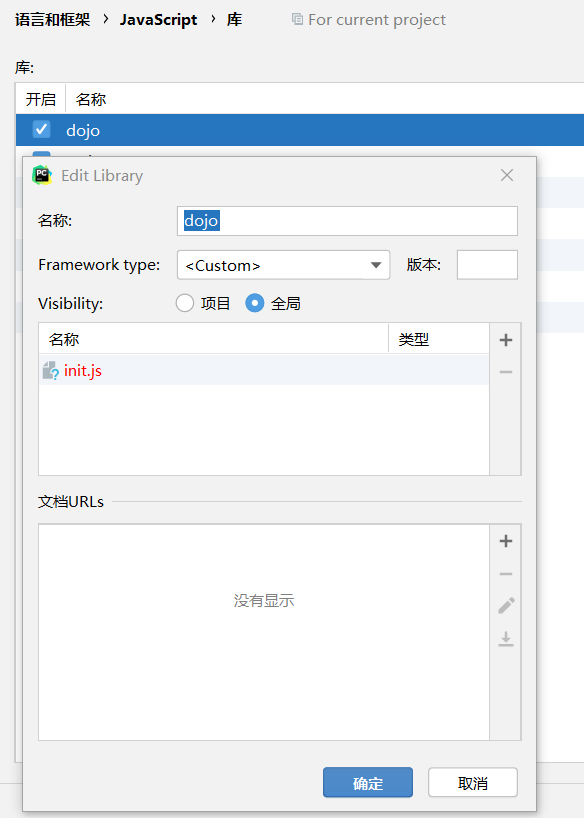 语言和框架 › JavaScript › 库 For current project
库:
开启 名称
dojo
PC Edit Library
名称: dojo
Framework type: <Custom> 版本:
Visibility: 项目 全局
名称 类型
init.js
文档URLs
没有显示
确定 取消